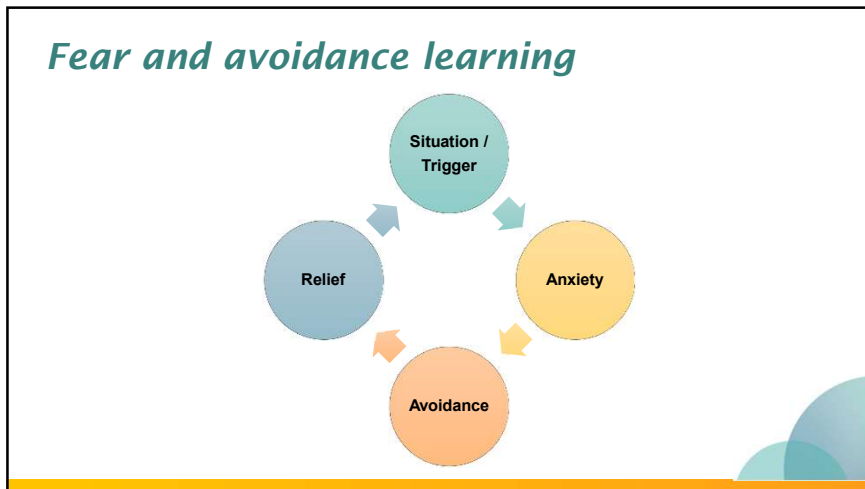 Fear and avoidance learning
Situation /
Trigger
Anxiety
Avoidance
Relief